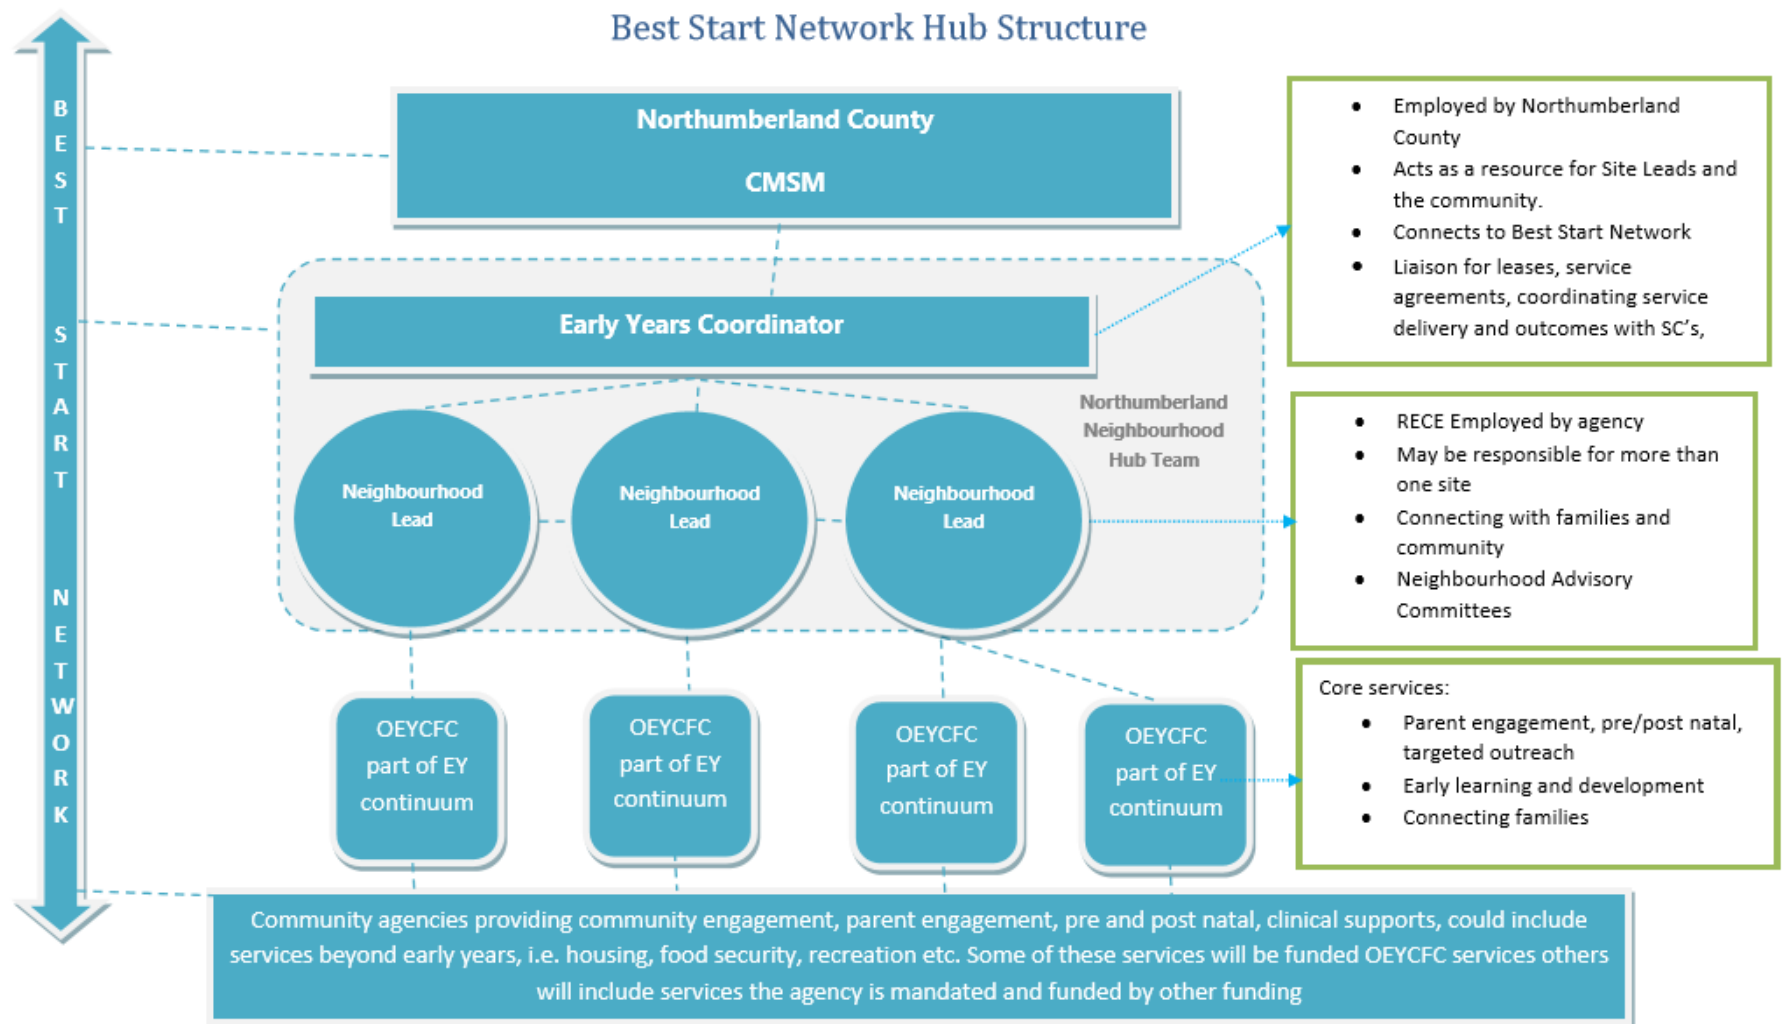 Best Start Network Hub Structure
BEST
START
NETWORK
Northumberland County
CMSM
Early Years Coordinator
Northumberland
Neighbourhood
Hub Team
Neighbourhood
Lead
Neighbourhood
Lead
Neighbourhood
Lead
OEYCFC
part of EY
continuum
OEYCFC
part of EY
continuum
OEYCFC
part of EY
continuum
OEYCFC
part of EY
continuum
• Employed by Northumberland
County
• Acts as a resource for Site Leads and
the community.
• Connects to Best Start Network
• Liaison for leases, service
agreements, coordinating service
delivery and outcomes with SC’s,
• RECE Employed by agency
• May be responsible for more than
one site
• Connecting with families and
community
• Neighbourhood Advisory
Committees
Core services:
• Parent engagement, pre/post natal,
targeted outreach
• Early learning and development
• Connecting families
Community agencies providing community engagement, parent engagement, pre and post natal, clinical supports, could include
services beyond early years, i.e. housing, food security, recreation etc. Some of these services will be funded OEYCFC services others
will include services the agency is mandated and funded by other funding